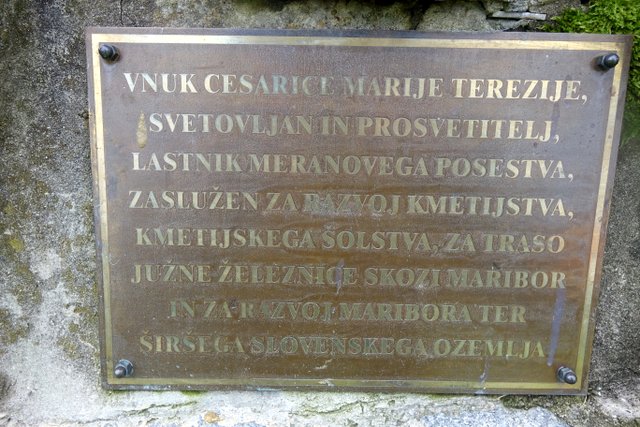 VNUK CESARICE MARIJE TEREZIJE,
SVETOVLJAN IN PROSVETITELJ,
LASTNIK MERANOVEGA POSESTVA,
ZASLUŽEN ZA RAZVOJ KMETIJSTVA,
KMETIJSKEGA ŠOLSTVA, ZA TRASO
JUŽNE ŽELEZNICE SKOZI MARIBOR
IN ZA RAZVOJ MARIBORA TER
ŠIRŠEGA SLOVENSKEGA OZEMLJA